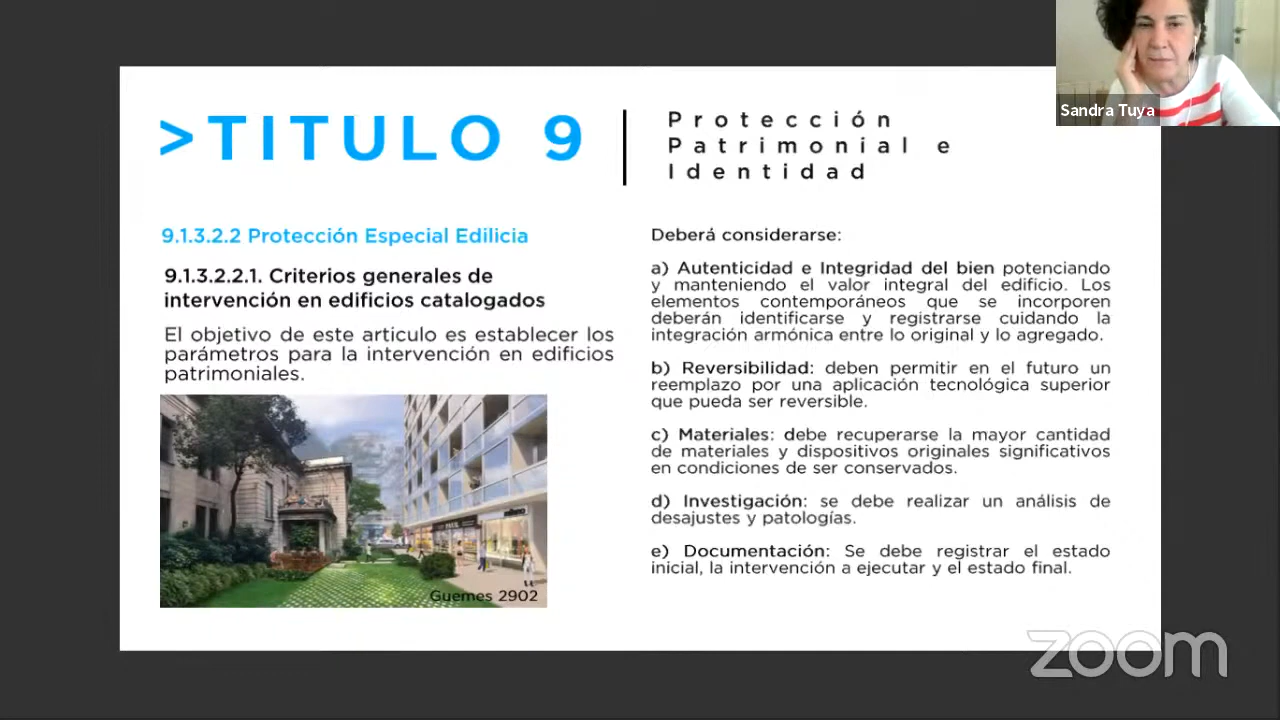 Sandra Tuya
>TITULO 9
Protección
Patrimonial e
Identidad
9.1.3.2.2 Protección Especial Edilicia
9.1.3.2.2.1. Criterios generales de
intervención en edificios catalogados
El objetivo de este articulo es establecer los
parámetros para la intervención en edificios
patrimoniales.
Guemes 2902
Deberá considerarse:
a) Autenticidad e Integridad del bien potenciando
y manteniendo el valor integral del edificio. Los
elementos contemporáneos que se incorporen
deberán identificarse y registrarse cuidando la
integración armónica entre lo original y lo agregado.
b) Reversibilidad: deben permitir en el futuro un
reemplazo por una aplicación tecnológica superior
que pueda ser reversible.
c) Materiales: debe recuperarse la mayor cantidad
de materiales y dispositivos originales significativos
en condiciones de ser conservados.
d) Investigación: se debe realizar un análisis de
desajustes y patologías.
e) Documentación: Se debe registrar el estado
inicial, la intervención a ejecutar y el estado final.
zoom